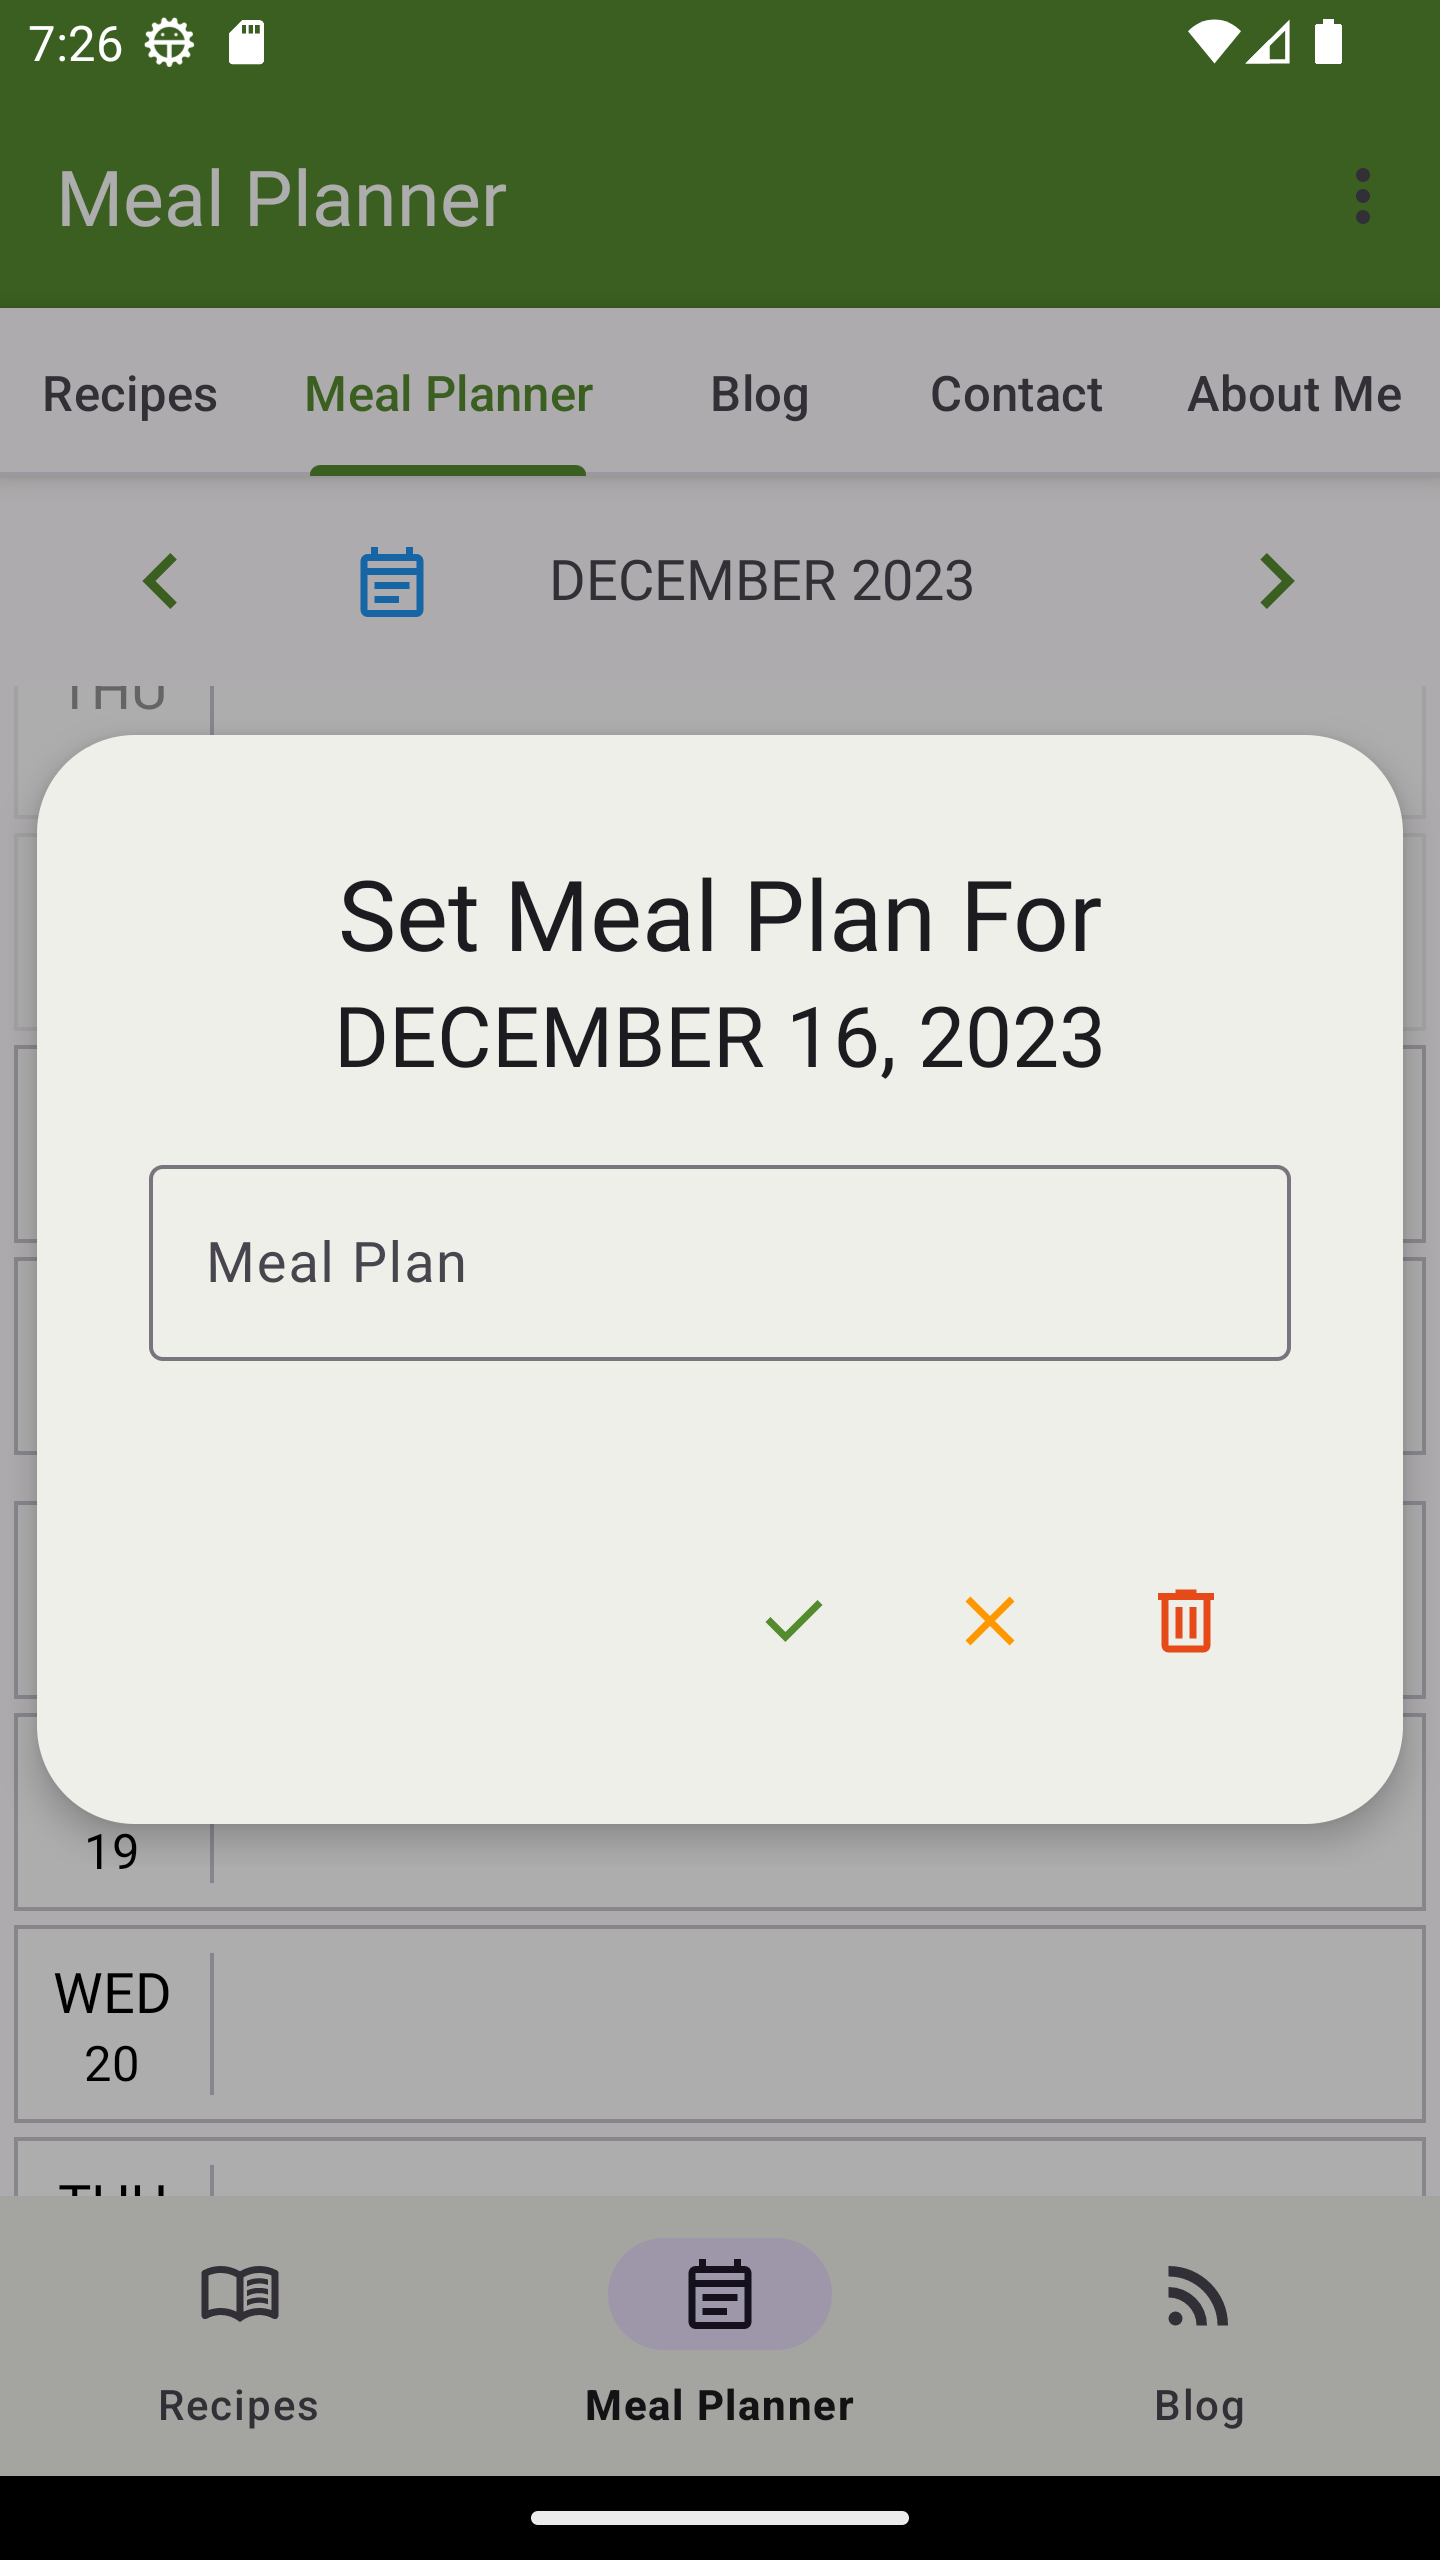 7:26
Meal Planner
Recipes
Meal Planner
Blog
Contact
About Me
DECEMBER 2023
THU
Set Meal Plan For
DECEMBER 16, 2023
Meal Plan
19
WED
20
THU
Recipes
Meal Planner
Blog